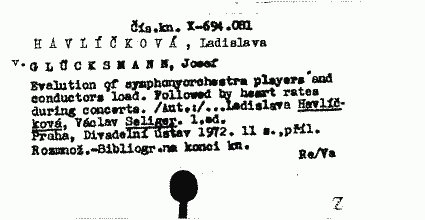 Čís.kn. X-694.081
HAVLÍČKOVÁ, Ladislava
v. GLÜCKSMANN, Josef
Evalution of symphonyorchestra players and
conductors load. Followed by heart rates
during concerts. /Aut.:/...Ladislava Havlíč-
ková, Václav Seliger. 1.vd.
Praha, Divadelní ústav 1972. 11 s.,příl.
Rozmnož.-Bibliogr.na konci kn.
Re/Va
Z